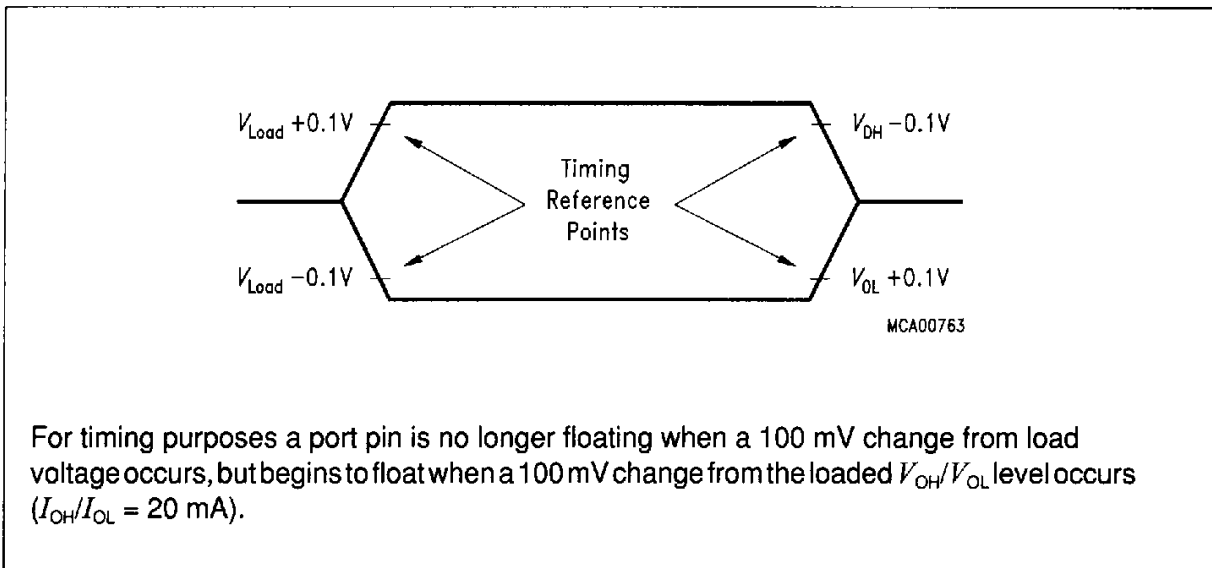 V_Load +0.1V
V_DH −0.1V
Timing
Reference
Points
V_Load −0.1V
V_OL +0.1V
MCA00763
For timing purposes a port pin is no longer floating when a 100 mV change from load
voltage occurs, but begins to float when a 100 mV change from the loaded V_OH/V_OL level occurs
(I_OH/I_OL = 20 mA).